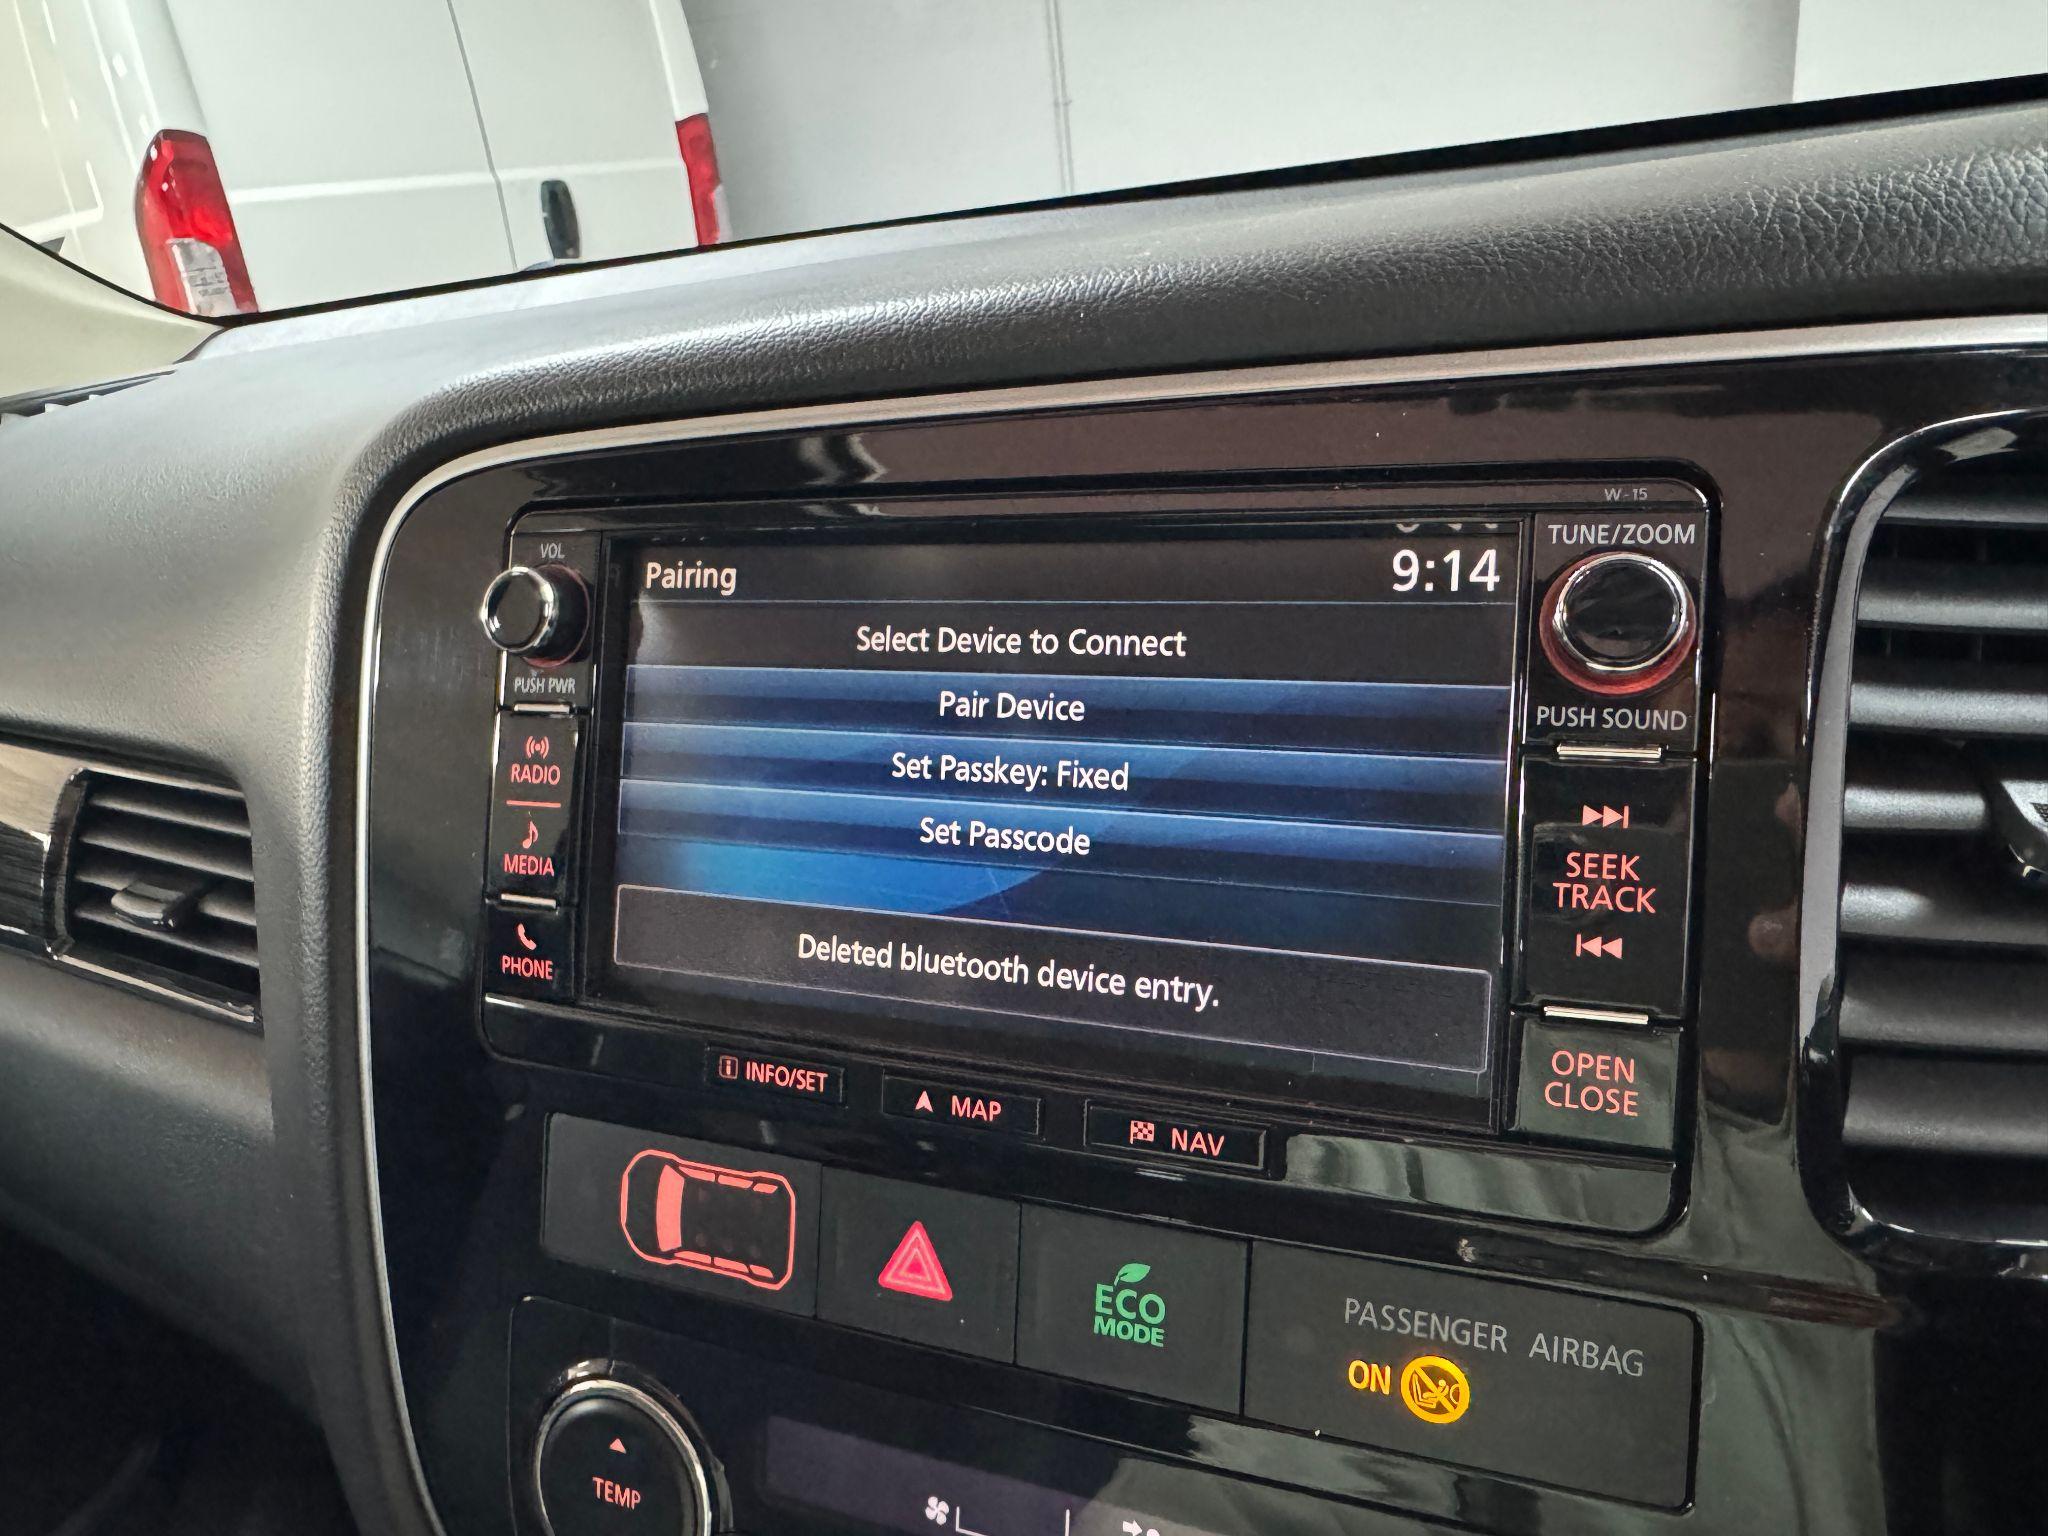 W-15
VOL
TUNE/ZOOM
Pairing
9:14
Select Device to Connect
PUSH PWR
Pair Device
PUSH SOUND
RADIO
Set Passkey: Fixed
MEDIA
Set Passcode
SEEK
TRACK
PHONE
Deleted bluetooth device entry.
OPEN
CLOSE
INFO/SET
MAP
NAV
ECO
MODE
PASSENGER AIRBAG
ON
TEMP